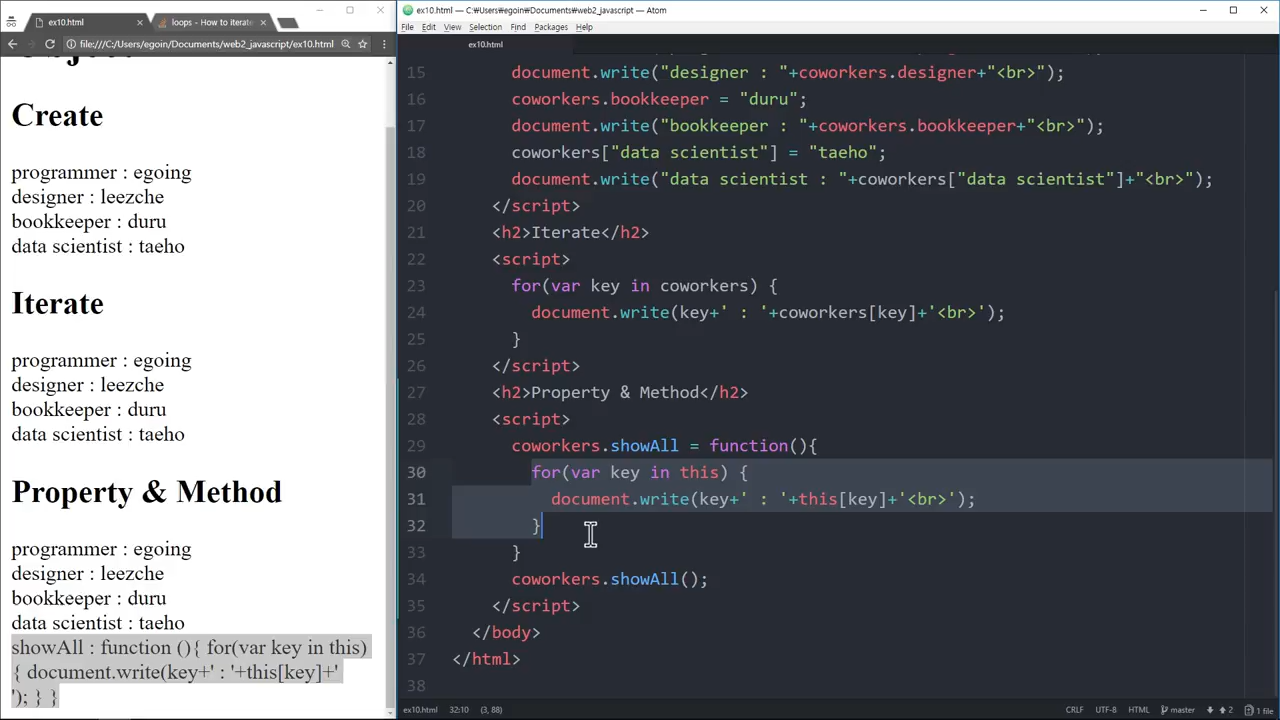 ex10.html
loops - How to iterate
file:///C:/Users/egoin/Documents/web2_javascript/ex10.html
Create
programmer : egoing
designer : leezche
bookkeeper : duru
data scientist : taeho
Iterate
programmer : egoing
designer : leezche
bookkeeper : duru
data scientist : taeho
Property & Method
programmer : egoing
designer : leezche
bookkeeper : duru
data scientist : taeho
showAll : function (){ for(var key in this)
{ document.write(key+' : '+this[key]+'
'); } }
ex10.html — C:₩Users₩egoing₩Documents₩web2_javascript — Atom
File Edit View Selection Find Packages Help
ex10.html
15 document.write("designer : "+coworkers.designer+"<br>");
16 coworkers.bookkeeper = "duru";
17 document.write("bookkeeper : "+coworkers.bookkeeper+"<br>");
18 coworkers["data scientist"] = "taeho";
19 document.write("data scientist : "+coworkers["data scientist"]+"<br>");
20 </script>
21 <h2>Iterate</h2>
22 <script>
23 for(var key in coworkers) {
24 document.write(key+' : '+coworkers[key]+'<br>');
25 }
26 </script>
27 <h2>Property & Method</h2>
28 <script>
29 coworkers.showAll = function(){
30 for(var key in this) {
31 document.write(key+' : '+this[key]+'<br>');
32 }
33 }
34 coworkers.showAll();
35 </script>
36 </body>
37 </html>
38
ex10.html 32:10 (3, 88) CRLF UTF-8 HTML master 2 1 file